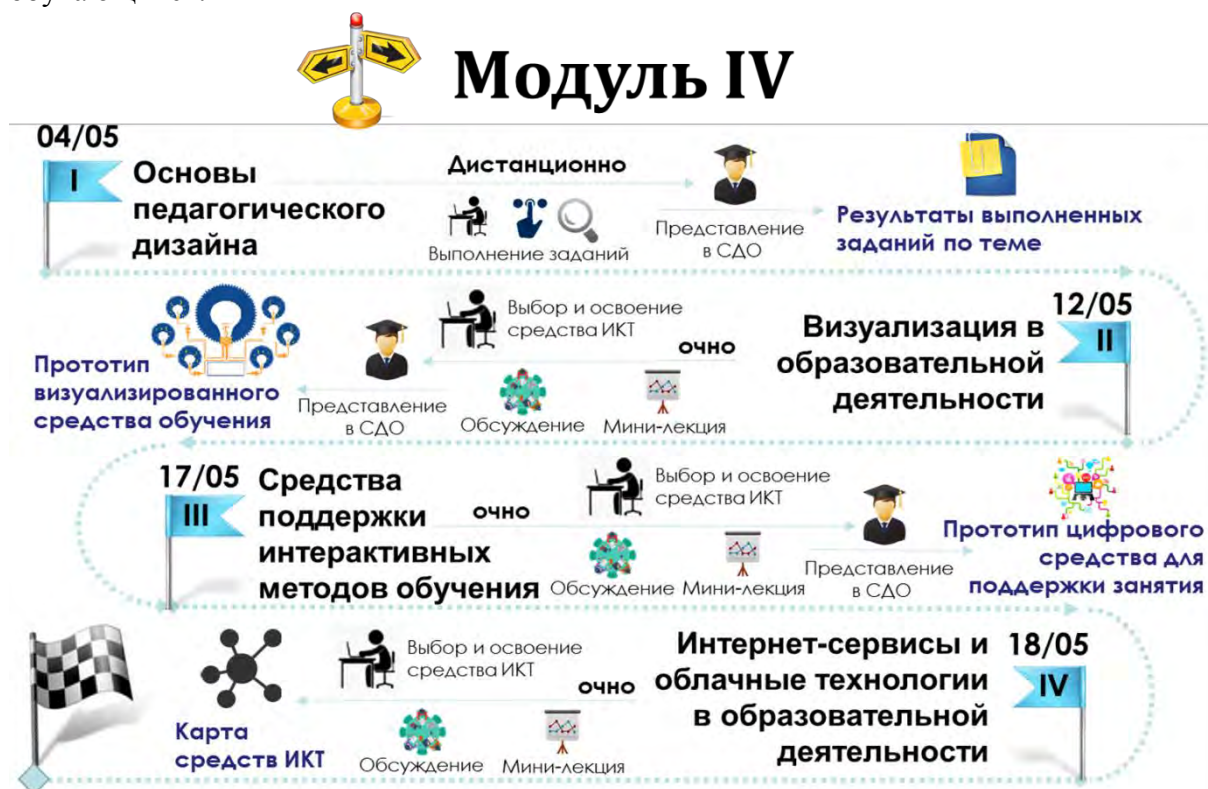 Модуль IV
04/05
I
Основы
педагогического
дизайна
Дистанционно
Выполнение заданий
Представление
в СДО
Результаты выполненных
заданий по теме
12/05
II
Визуализация в
образовательной
деятельности
очно
Выбор и освоение
средства ИКТ
Обсуждение
Мини-лекция
Представление
в СДО
Прототип
визуализированного
средства обучения
17/05
III
Средства
поддержки
интерактивных
методов обучения
очно
Выбор и освоение
средства ИКТ
Обсуждение
Мини-лекция
Представление
в СДО
Прототип цифрового
средства для
поддержки занятия
18/05
IV
Интернет-сервисы и
облачные технологии
в образовательной
деятельности
очно
Выбор и освоение
средства ИКТ
Обсуждение
Мини-лекция
Карта
средств ИКТ